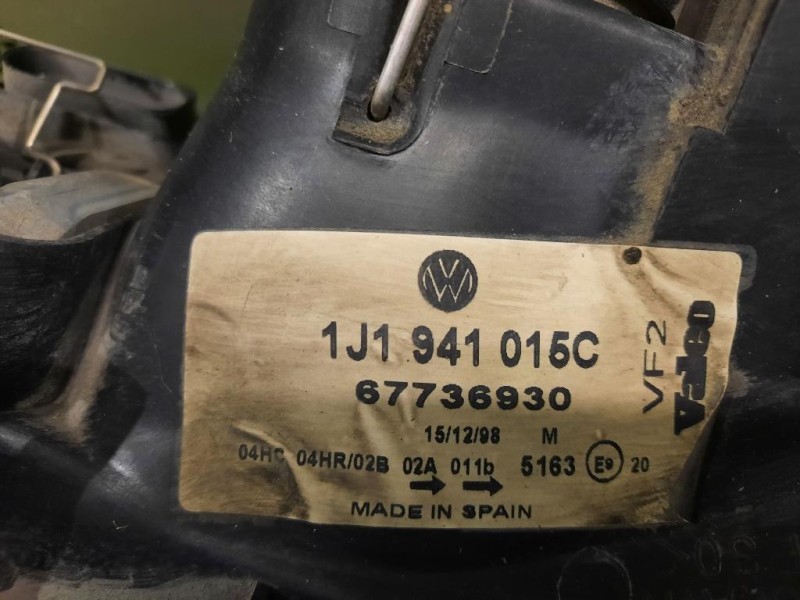 VW
1J1 941 015C
67736930
15/12/98 M
04HC 04HR/02B 02A 011b 5163 E9 20
MADE IN SPAIN
VF2
Valeo